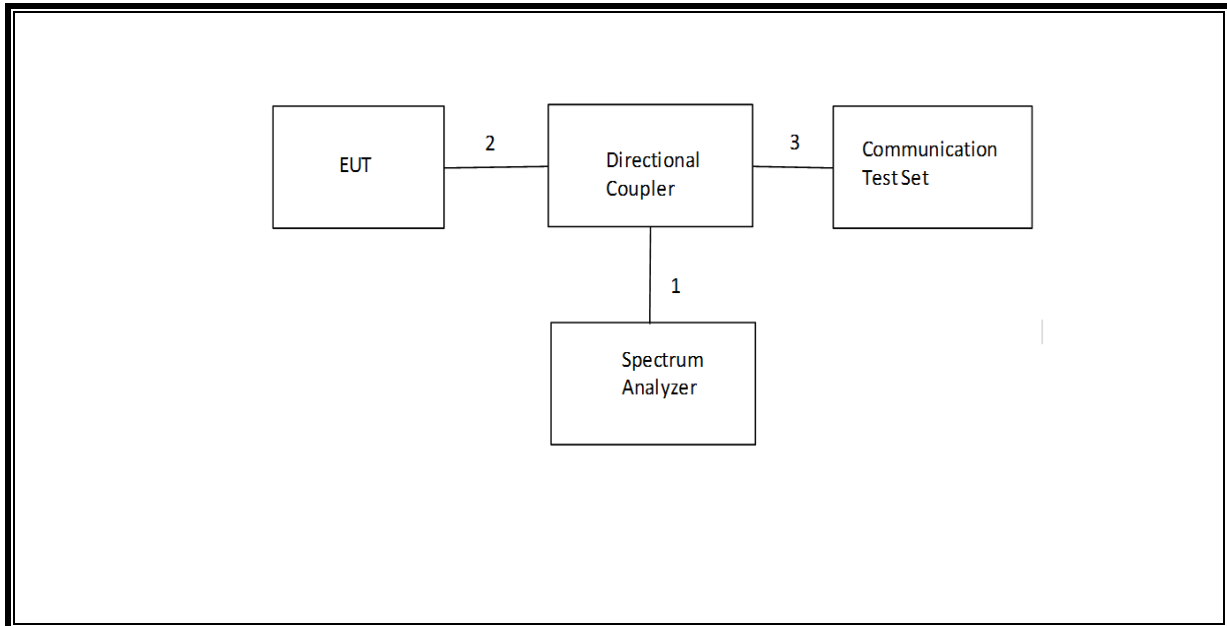 EUT
2
Directional
Coupler
3
Communication
Test Set
1
Spectrum
Analyzer